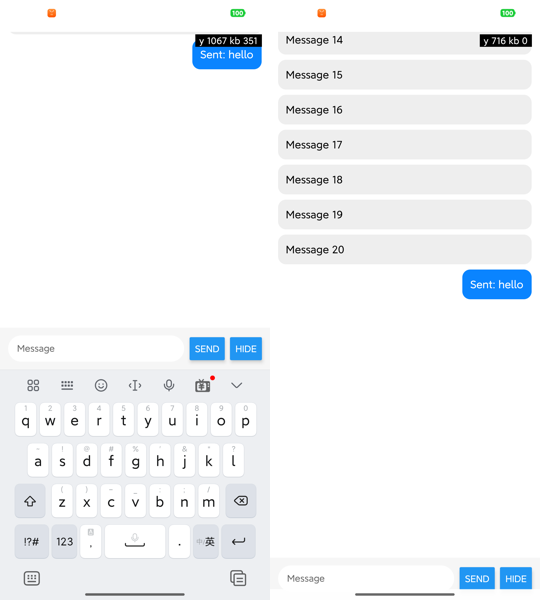 100
y 1067 kb 351
Sent: hello
Message
SEND
HIDE
1 2 3 4 5 6 7 8 9 0
q w e r t y u i o p
~ ! @ # % ' & * ?
a s d f g h j k l
( ) - _ : ; /
z x c v b n m
!?#
123
,
.
中/英
100
Message 14
y 716 kb 0
Message 15
Message 16
Message 17
Message 18
Message 19
Message 20
Sent: hello
Message
SEND
HIDE